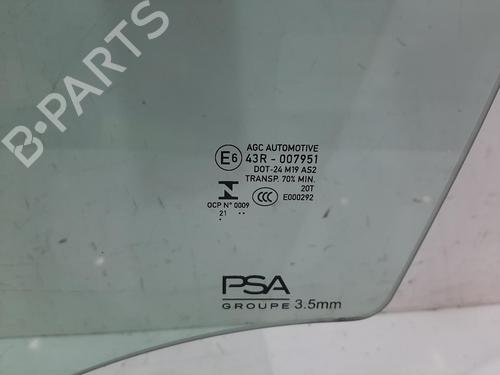 AGC AUTOMOTIVE
E6 43R - 007951
DOT-24 M19 AS2
TRANSP. 70% MIN.
20T
CCC E000292
OCP N° 0009
21
PSA
GROUPE 3.5mm
B-PARTS